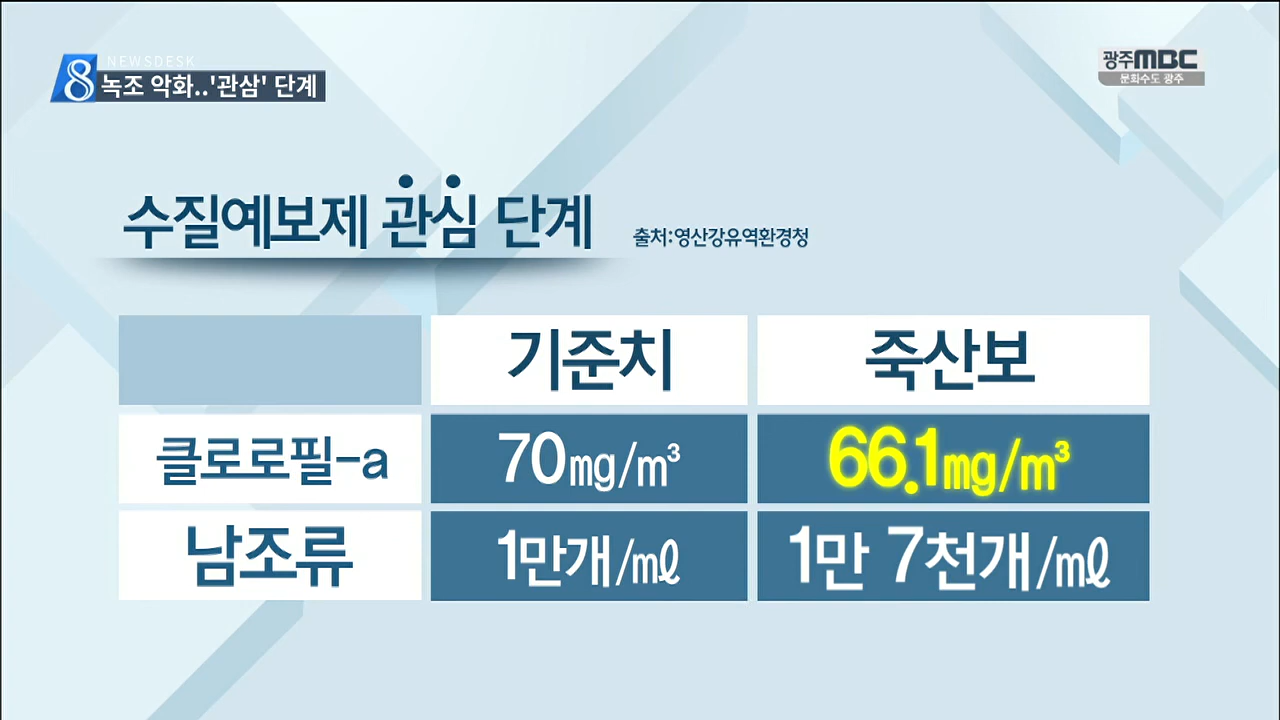 NEWSDESK
8 녹조 악화..'관삼' 단계
광주MBC
문화수도 광주
수질예보제 관심 단계
출처:영산강유역환경청
기준치 죽산보
클로로필-a 70㎎/㎥ 66.1㎎/㎥
남조류 1만개/㎖ 1만 7천개/㎖